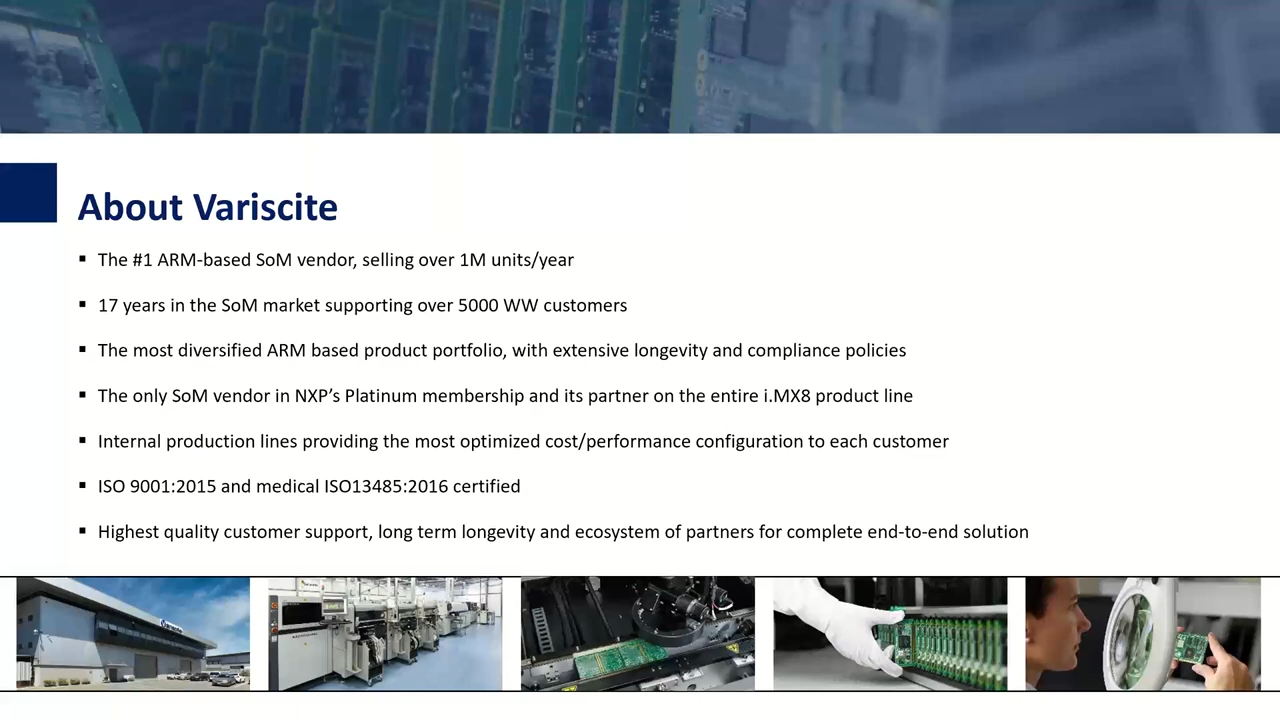 About Variscite
▪ The #1 ARM-based SoM vendor, selling over 1M units/year
▪ 17 years in the SoM market supporting over 5000 WW customers
▪ The most diversified ARM based product portfolio, with extensive longevity and compliance policies
▪ The only SoM vendor in NXP’s Platinum membership and its partner on the entire i.MX8 product line
▪ Internal production lines providing the most optimized cost/performance configuration to each customer
▪ ISO 9001:2015 and medical ISO13485:2016 certified
▪ Highest quality customer support, long term longevity and ecosystem of partners for complete end-to-end solution